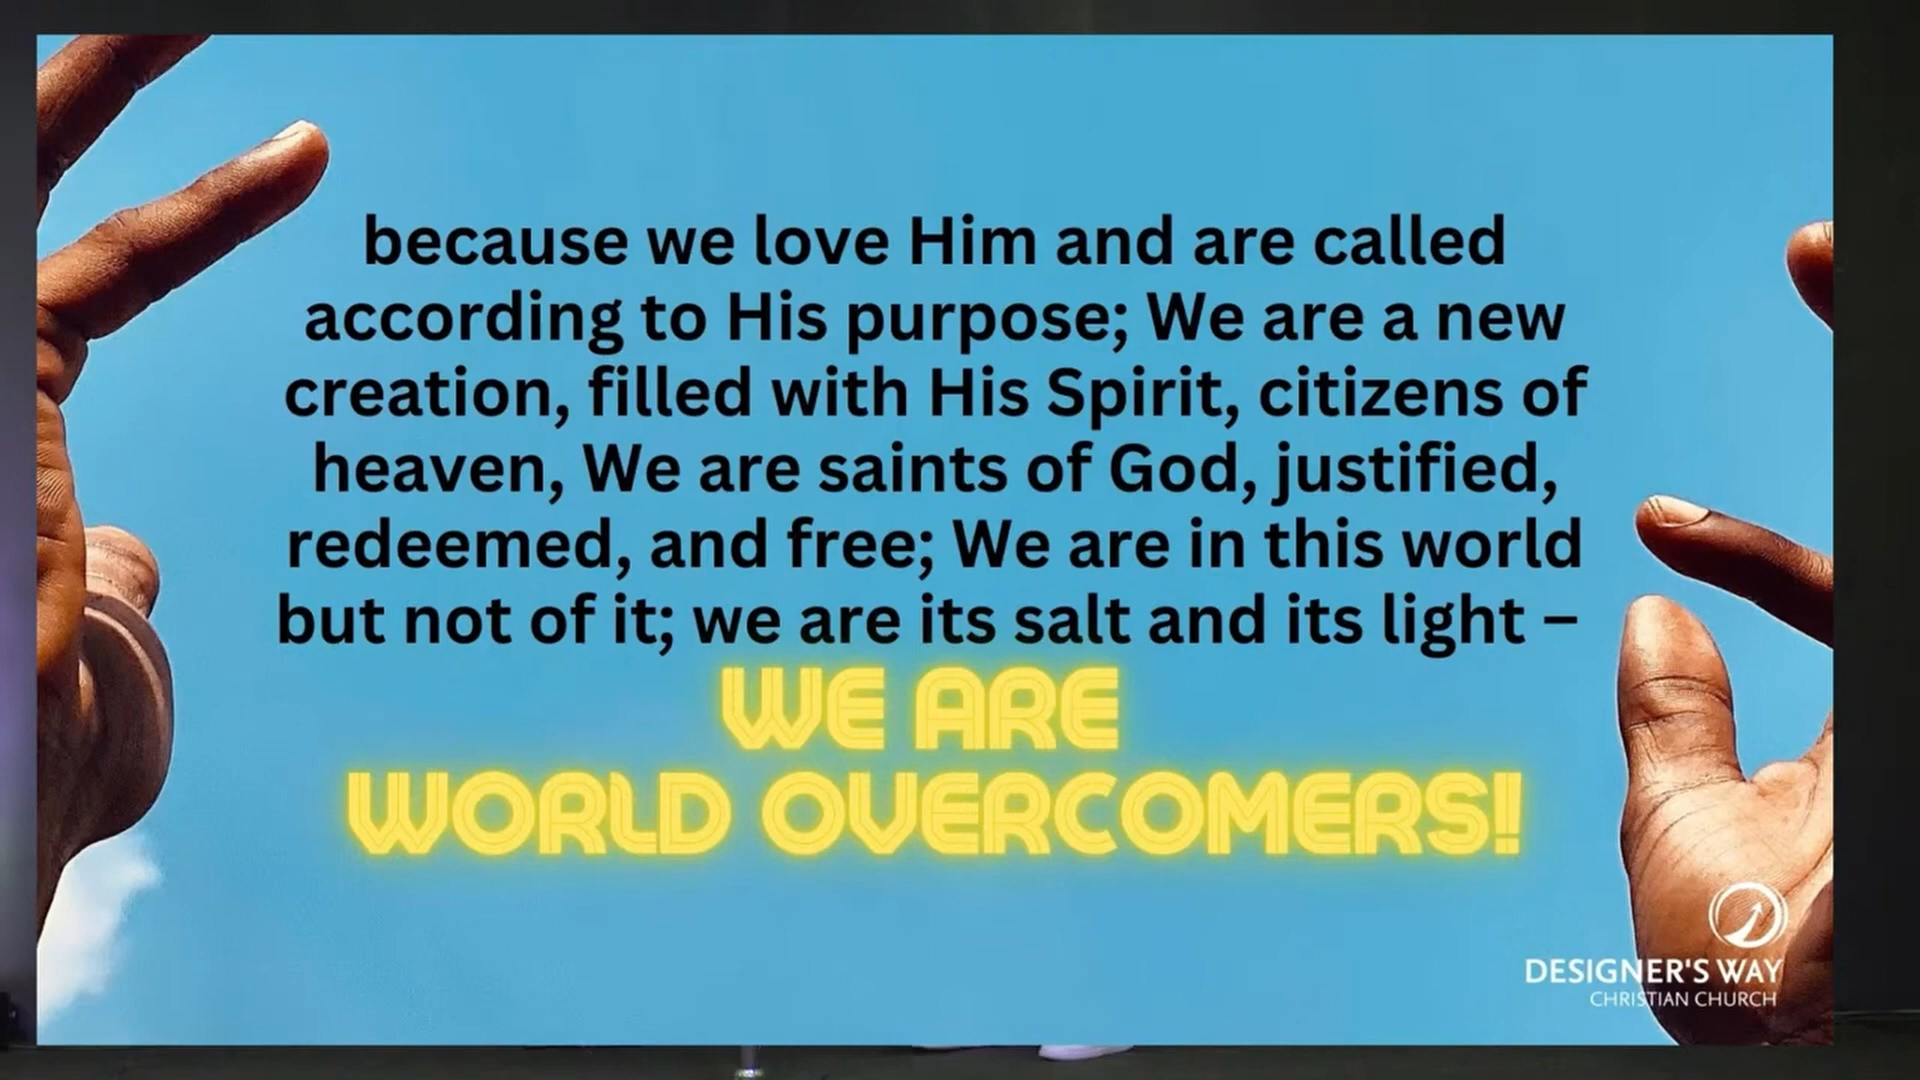 because we love Him and are called
according to His purpose; We are a new
creation, filled with His Spirit, citizens of
heaven, We are saints of God, justified,
redeemed, and free; We are in this world
but not of it; we are its salt and its light –
WE ARE
WORLD OVERCOMERS!
DESIGNER'S WAY
CHRISTIAN CHURCH